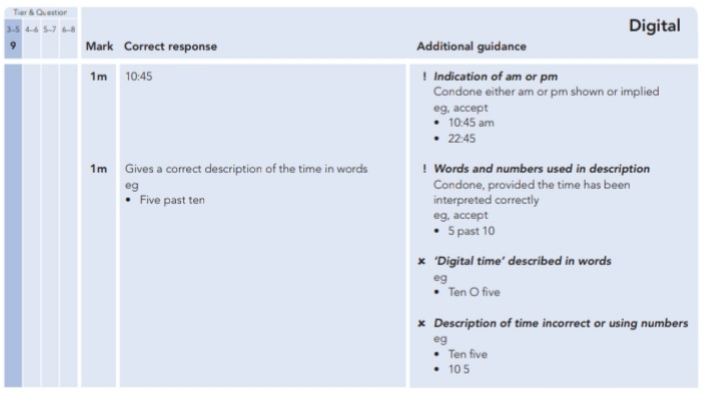 Tier & Question
3–5 4–6 5–7 6–8
Digital
9
Mark Correct response Additional guidance
1m 10:45
! Indication of am or pm
Condone either am or pm shown or implied
eg, accept
• 10:45 am
• 22:45
1m Gives a correct description of the time in words
eg
• Five past ten
! Words and numbers used in description
Condone, provided the time has been
interpreted correctly
eg, accept
• 5 past 10
× ‘Digital time’ described in words
eg
• Ten O five
× Description of time incorrect or using numbers
eg
• Ten five
• 10 5